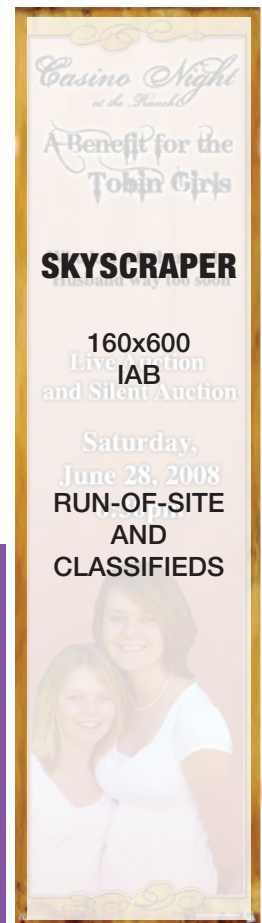 Casino Night
at the Ranch
A Benefit for the
Tobin Girls
SKYSCRAPER
Husband way too soon
160x600
Live Auction
IAB
and Silent Auction
Saturday,
June 28, 2008
RUN-OF-SITE
AND
CLASSIFIEDS